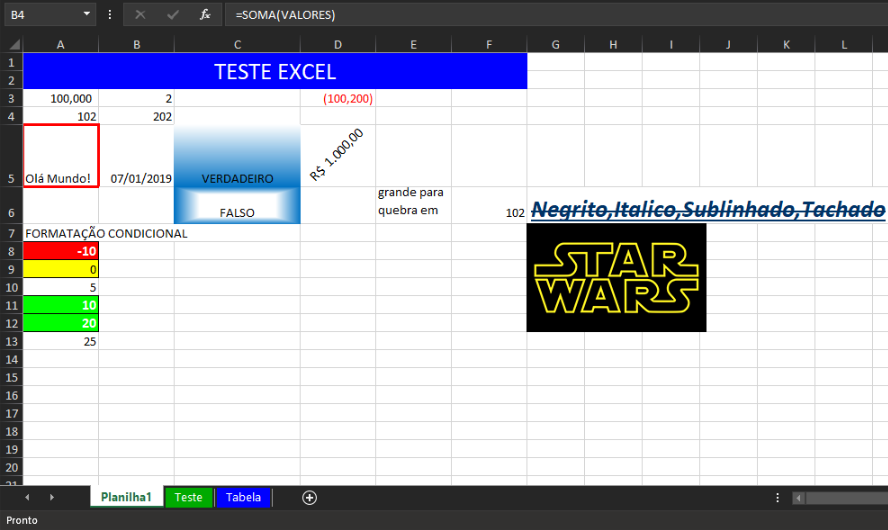 B4 fx =SOMA(VALORES)
A B C D E F G H I J K L
1 TESTE EXCEL
2
3 100,000 2 (100,200)
4 102 202
5 Olá Mundo! 07/01/2019 VERDADEIRO R$ 1.000,00
6 FALSO grande para
quebra em 102 Negrito,Italico,Sublinhado,Tachado
7 FORMATAÇÃO CONDICIONAL
8 -10
9 0
10 5
11 10
12 20
STAR
WARS
13 25
14
15
16
17
18
19
20
21
Planilha1 Teste Tabela
Pronto